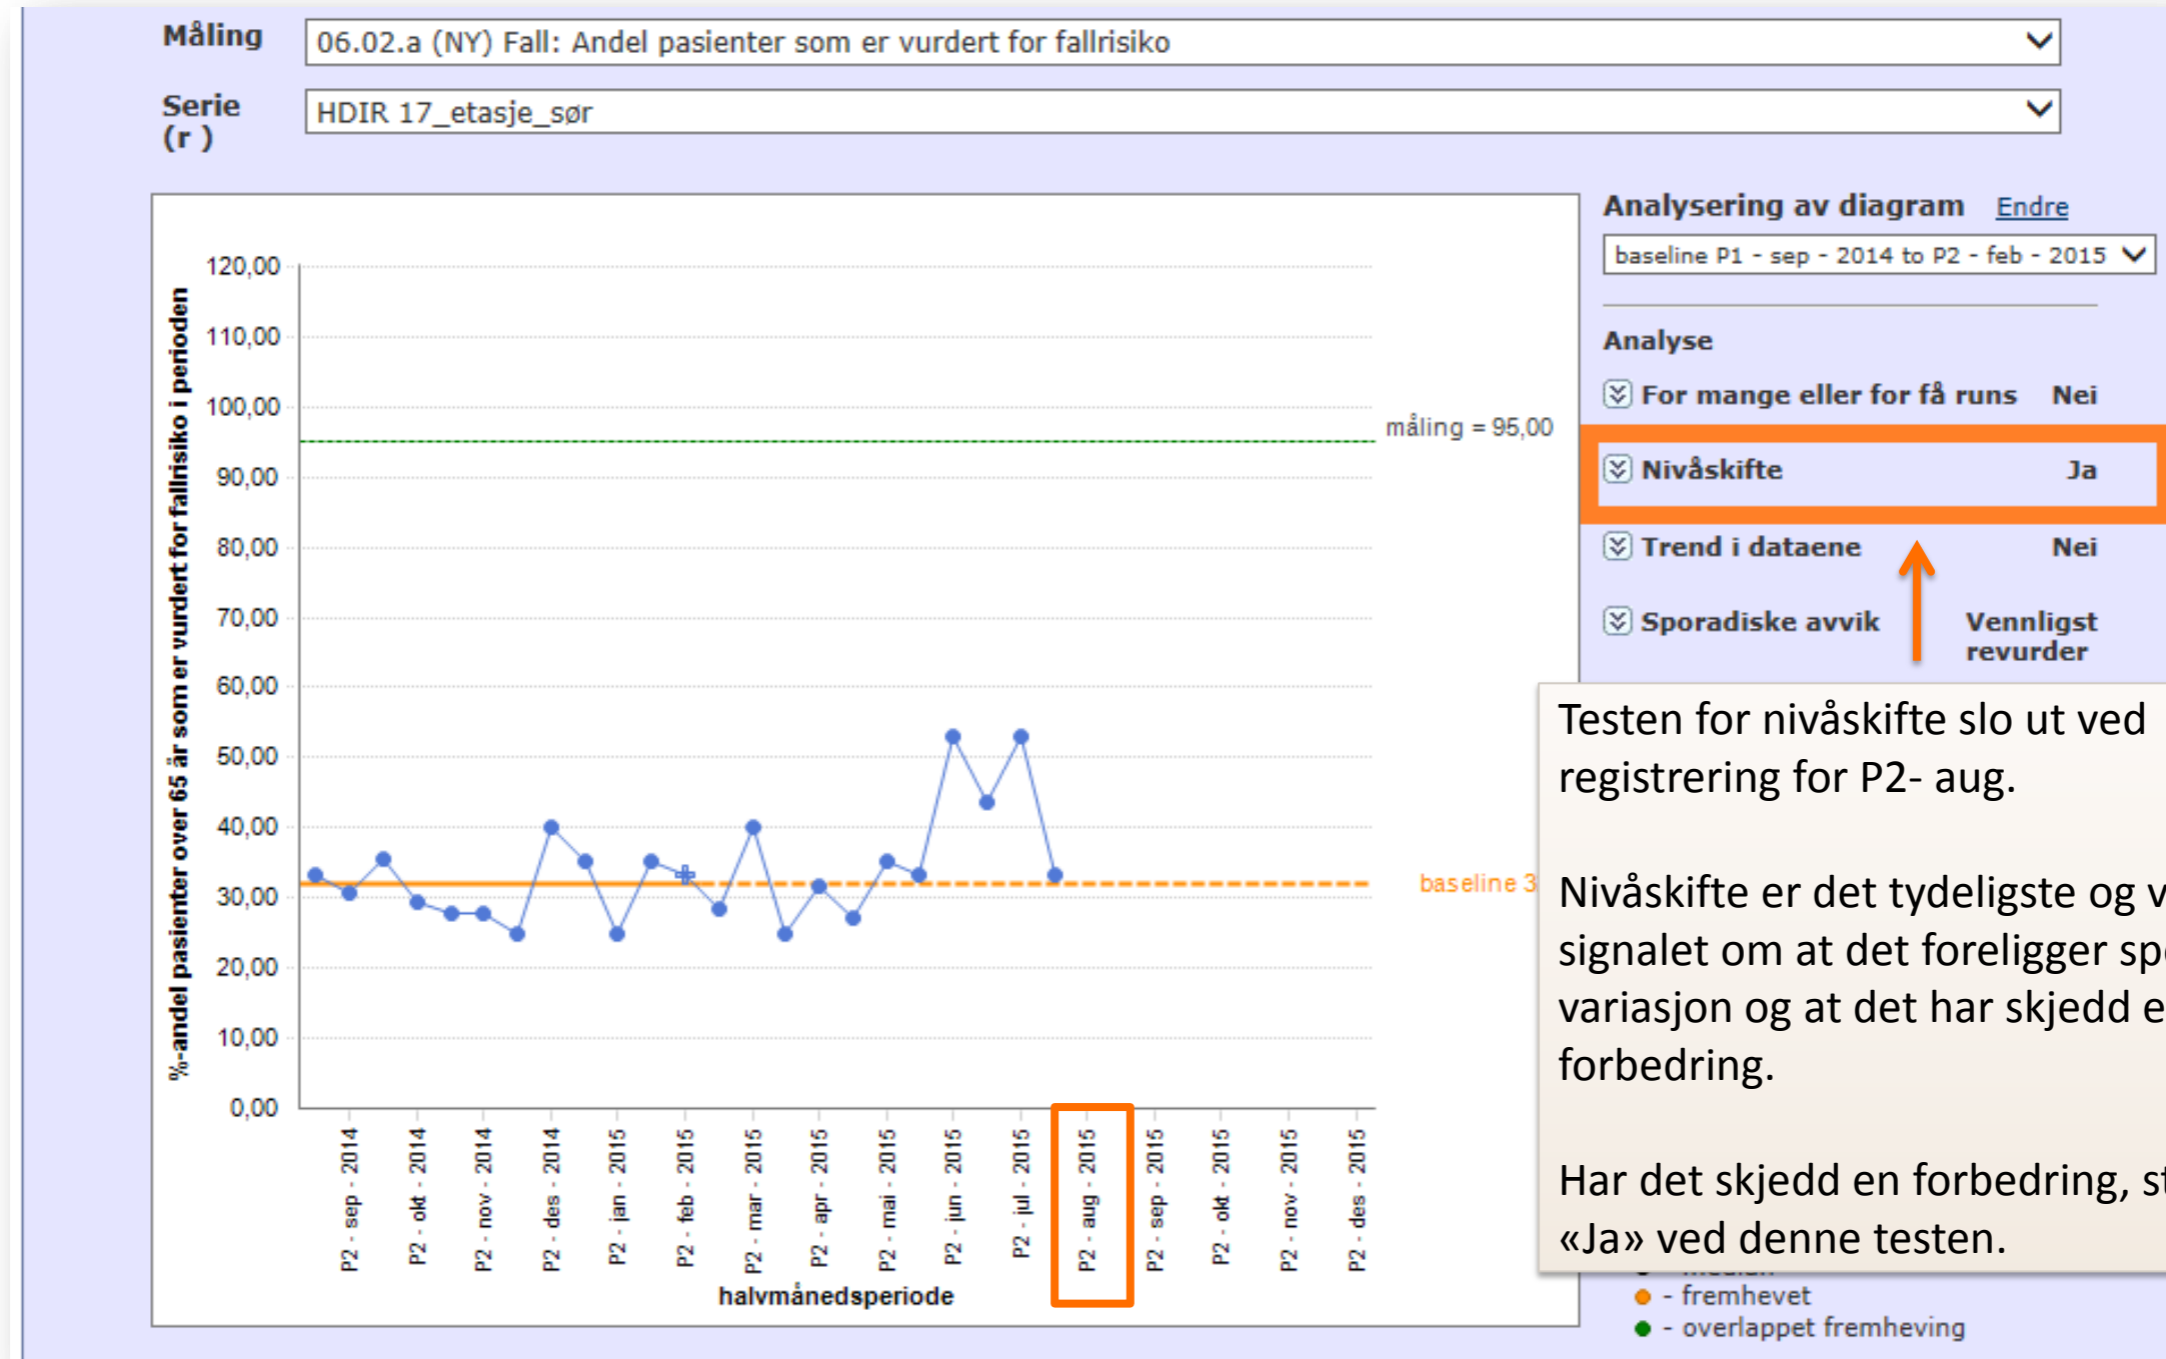 Måling
06.02.a (NY) Fall: Andel pasienter som er vurdert for fallrisiko
Serie
(r )
HDIR 17_etasje_sør
Analysering av diagram Endre
baseline P1 - sep - 2014 to P2 - feb - 2015
Analyse
For mange eller for få runs Nei
Nivåskifte Ja
Trend i dataene Nei
Sporadiske avvik Vennligst
revurder
%-andel pasienter over 65 år som er vurdert for fallrisiko i perioden
120,00
110,00
100,00
90,00
80,00
70,00
60,00
50,00
40,00
30,00
20,00
10,00
0,00
måling = 95,00
baseline 3
P2 - sep - 2014
P2 - okt - 2014
P2 - nov - 2014
P2 - des - 2014
P2 - jan - 2015
P2 - feb - 2015
P2 - mar - 2015
P2 - apr - 2015
P2 - mai - 2015
P2 - jun - 2015
P2 - jul - 2015
P2 - aug - 2015
P2 - sep - 2015
P2 - okt - 2015
P2 - nov - 2015
P2 - des - 2015
halvmånedsperiode
Testen for nivåskifte slo ut ved
registrering for P2- aug.
Nivåskifte er det tydeligste og
signalet om at det foreligger
variasjon og at det har skjedd
forbedring.
Har det skjedd en forbedring,
«Ja» ved denne testen.
- fremhevet
- overlappet fremheving